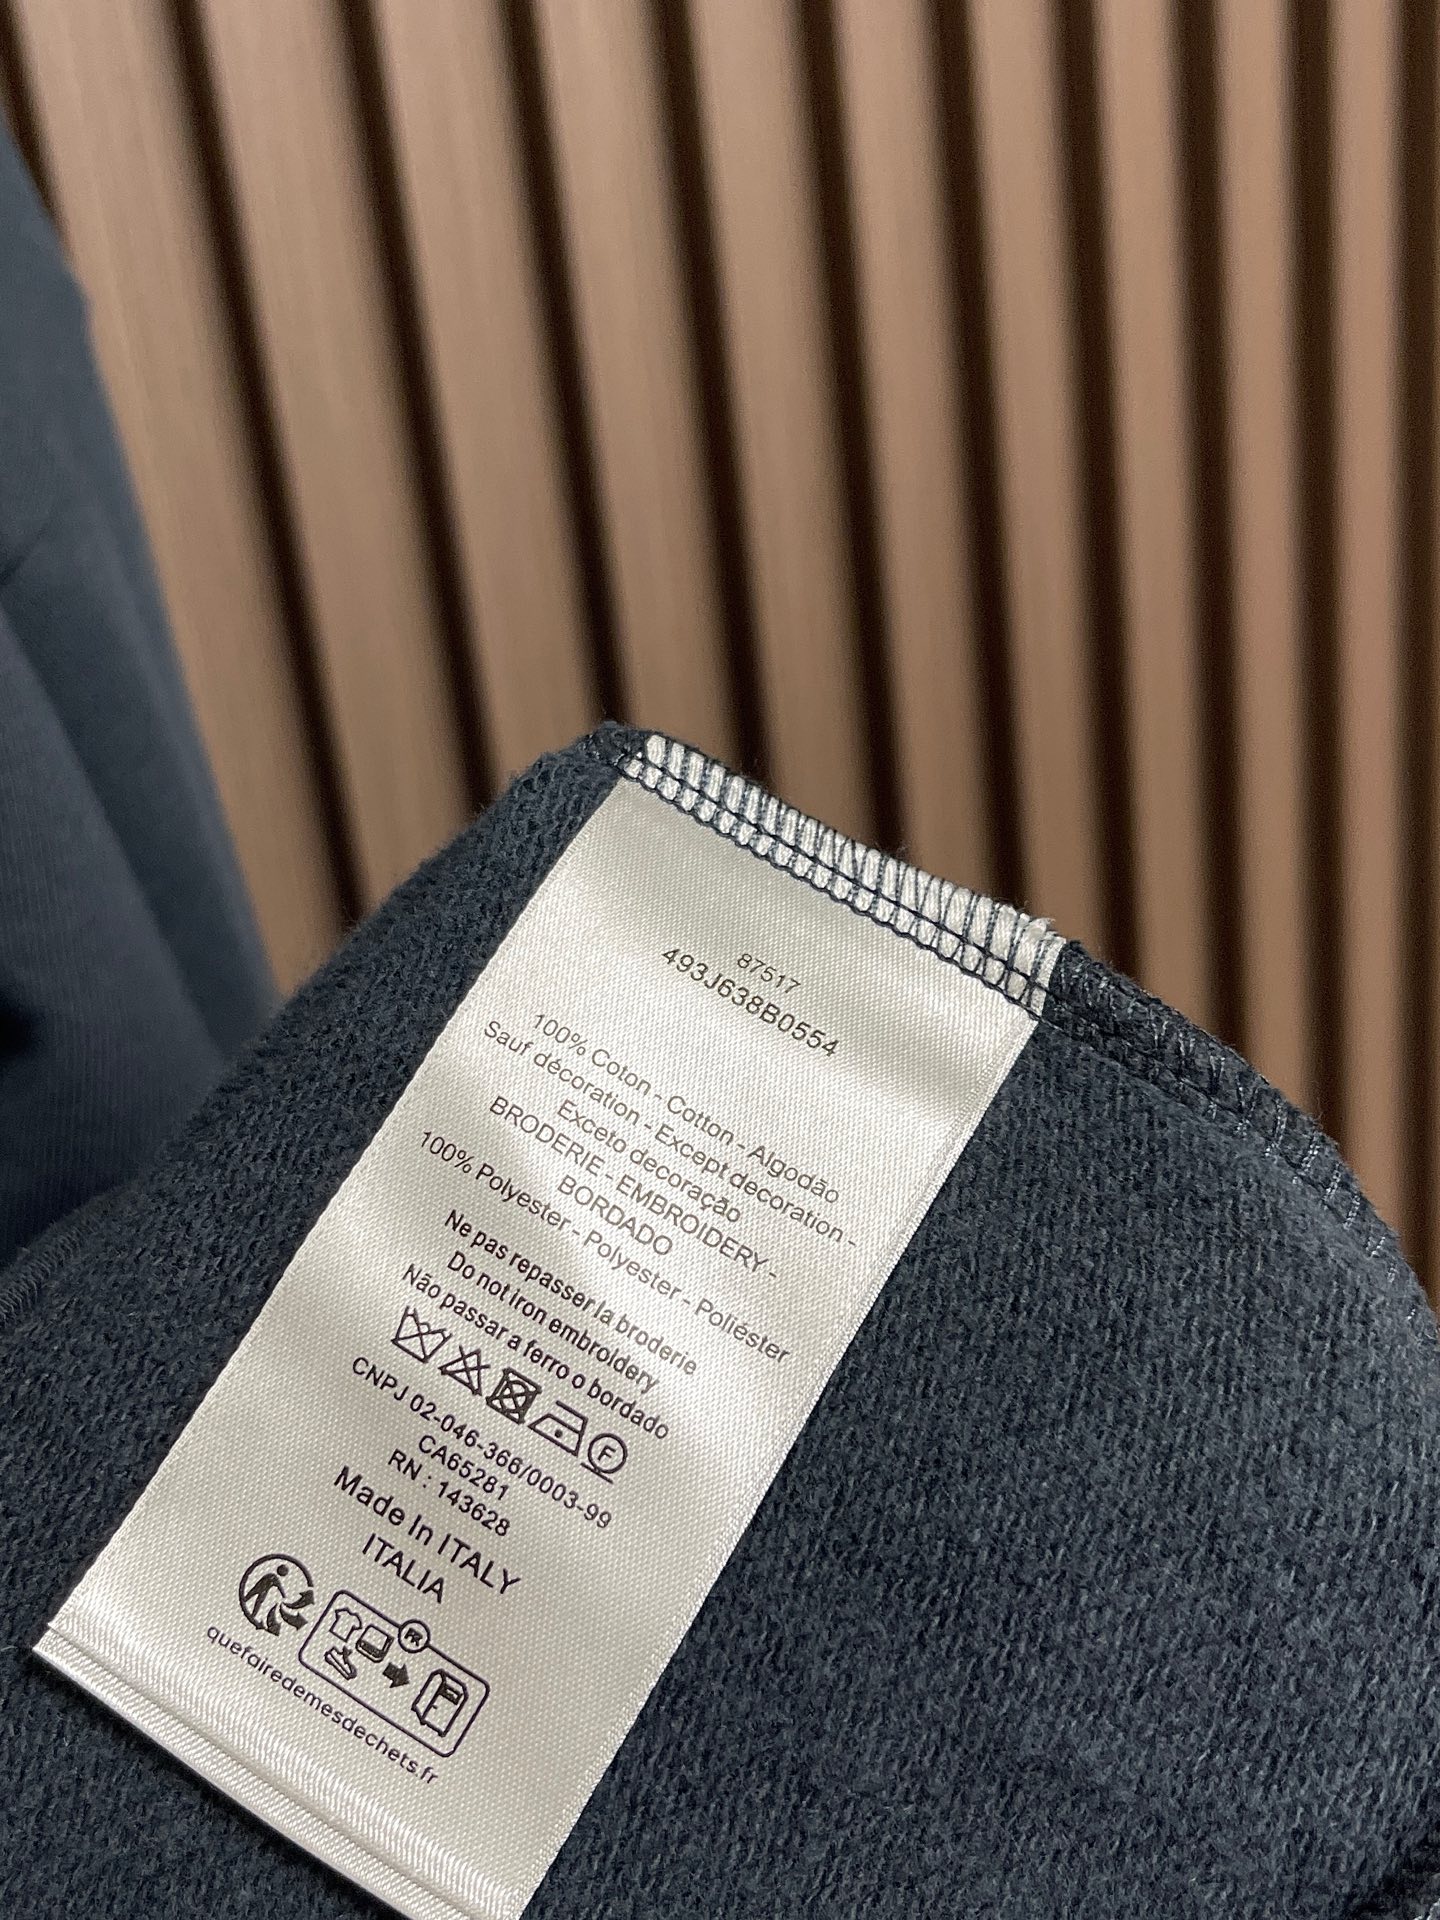 87517
493J638B0554
100% Coton - Cotton - Algodão
Sauf décoration - Except decoration -
Exceto decoração
BRODERIE - EMBROIDERY -
BORDADO
100% Polyester - Polyester - Poliéster
Ne pas repasser la broderie
Do not iron embroidery
Não passar a ferro o bordado
F
CNPJ 02-046-366/0003-99
CA65281
RN : 143628
Made In ITALY
ITALIA
FR
quefairedemesdechets.fr